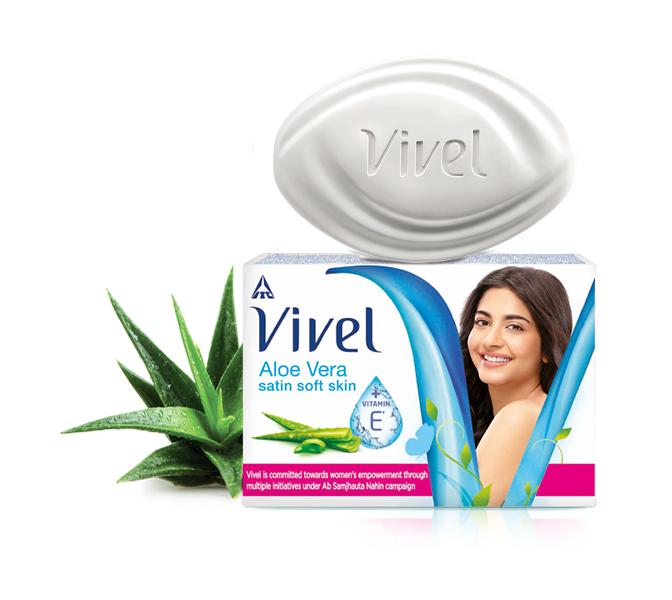 Vivel
Vivel
Aloe Vera
satin soft skin
+
VITAMIN
E*
Vivel is committed towards women's empowerment through
multiple initiatives under Ab Samjhauta Nahin campaign